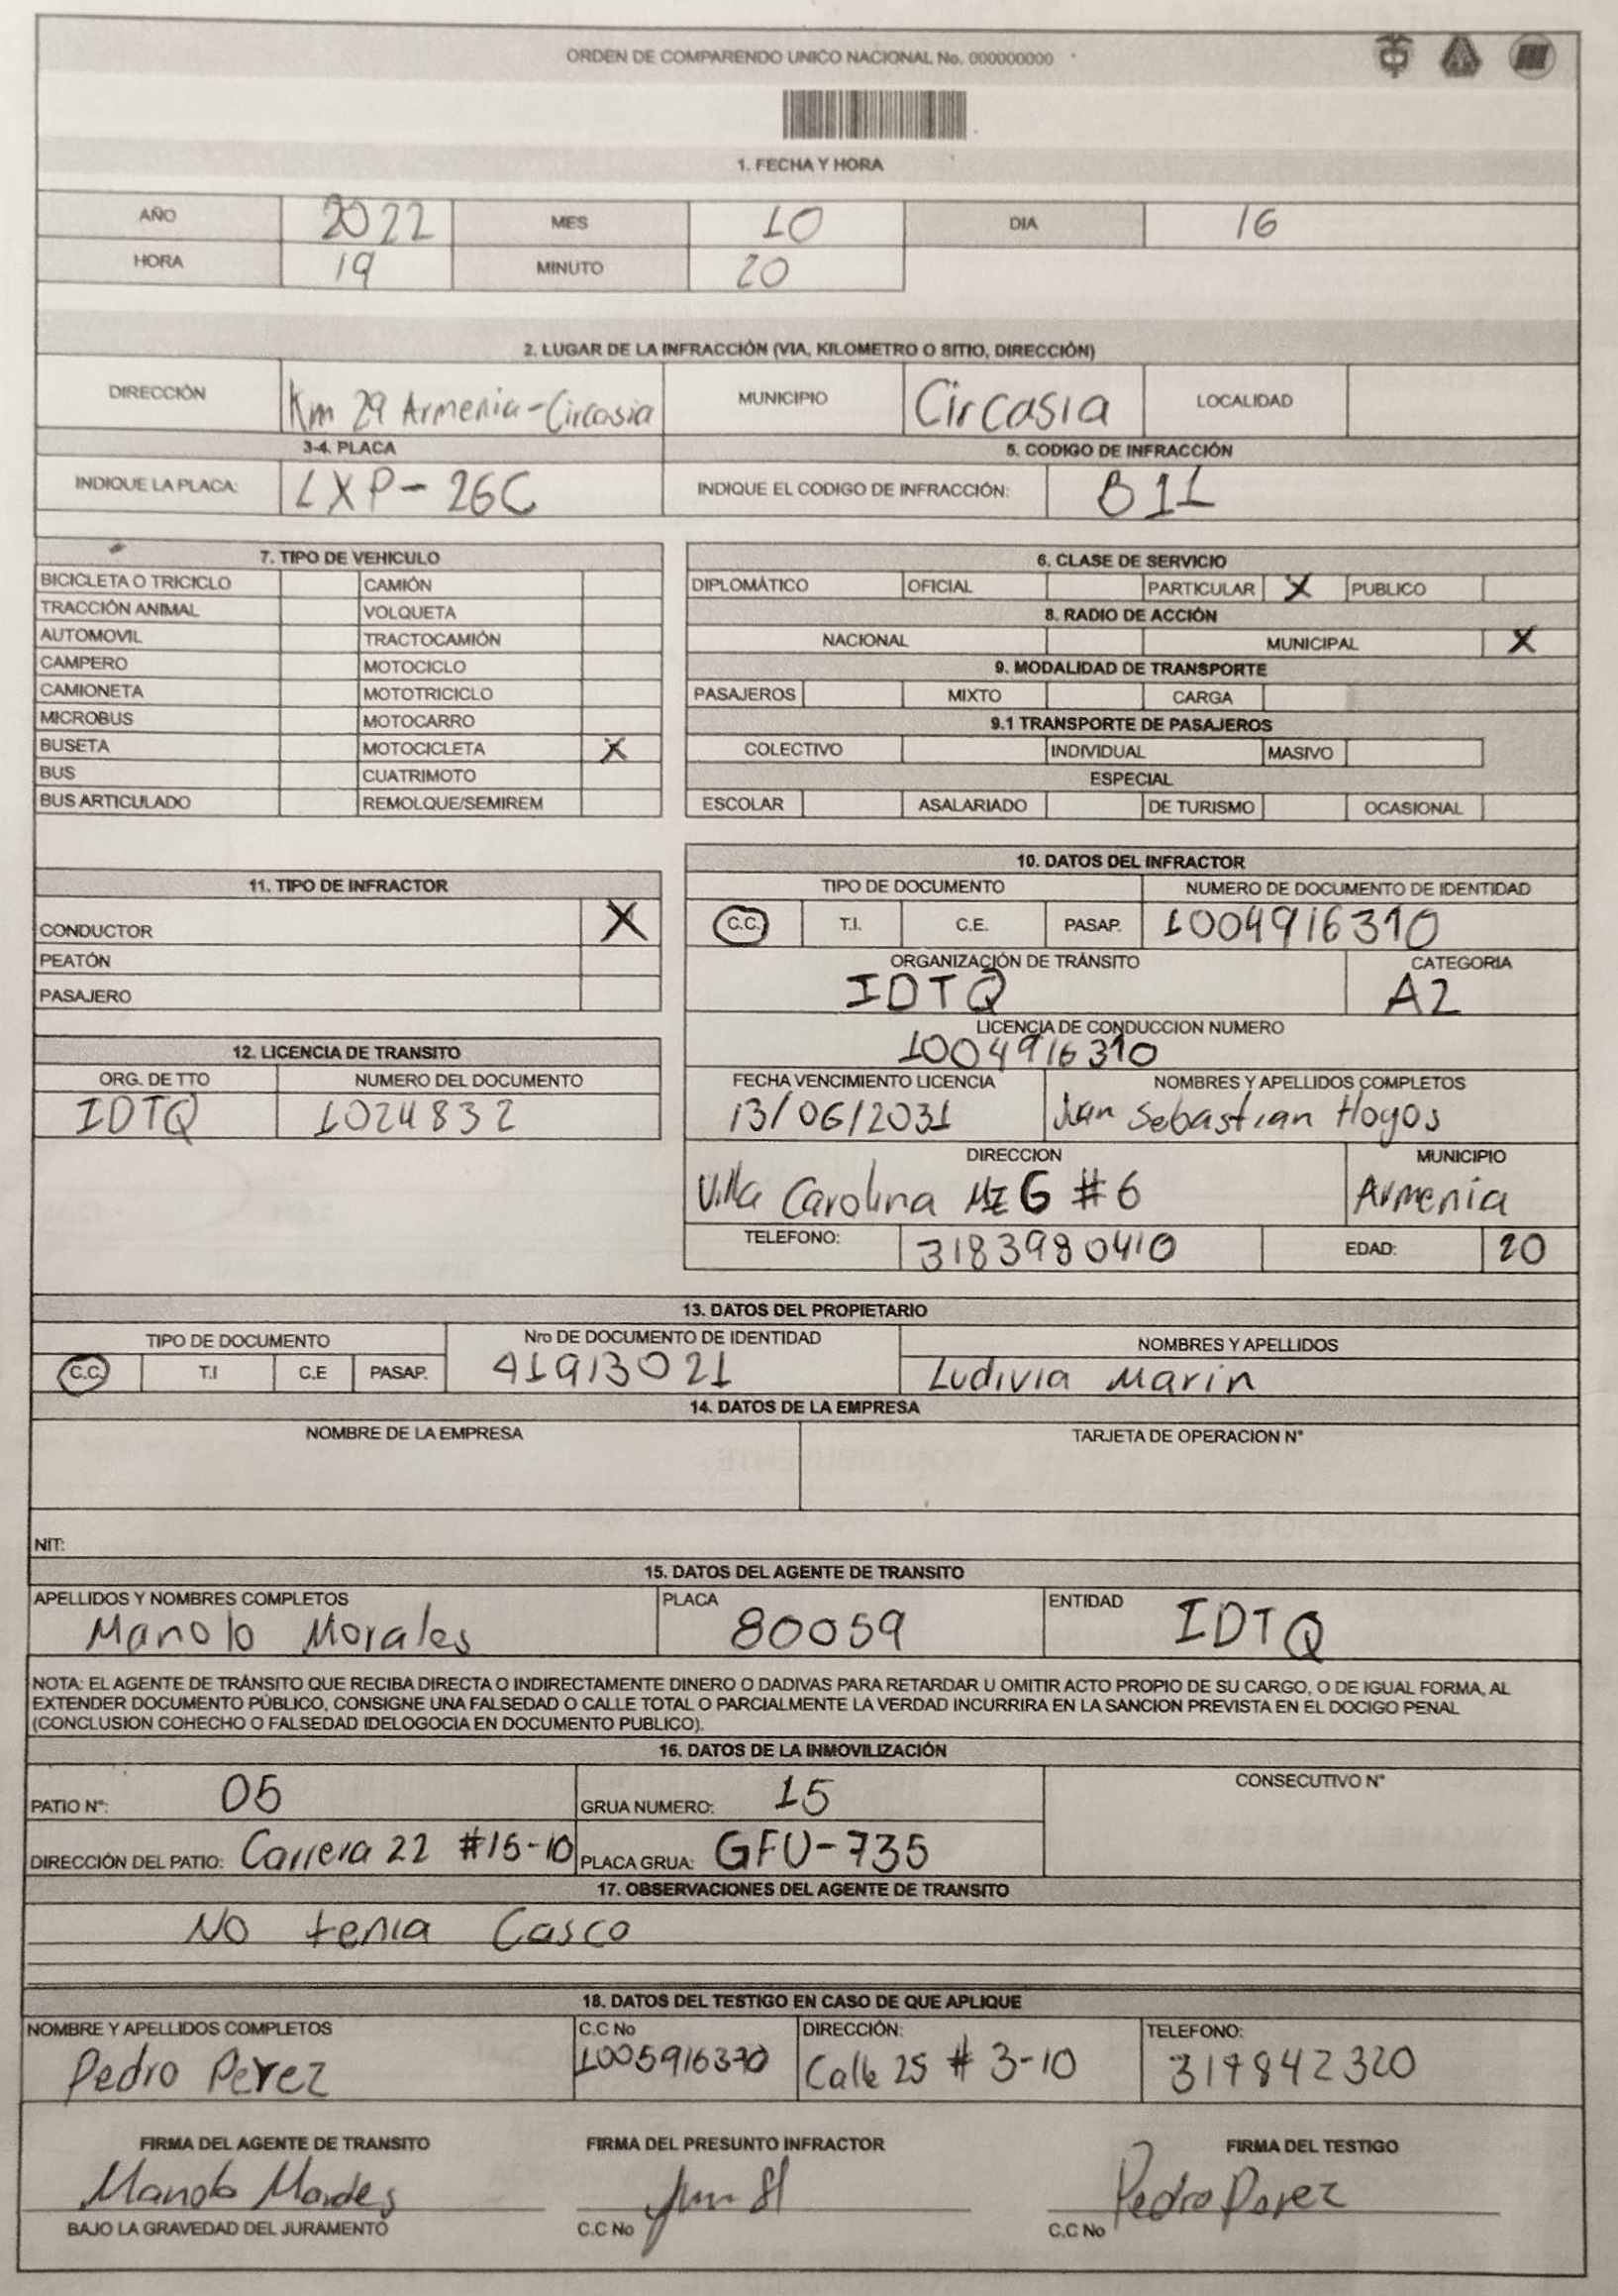 ORDEN DE COMPARENDO UNICO NACIONAL No. 000000000
1. FECHA Y HORA
AÑO 2022 MES 10 DIA 16
HORA 19 MINUTO 20
2. LUGAR DE LA INFRACCIÓN (VIA, KILOMETRO O SITIO, DIRECCIÓN)
DIRECCIÓN Km 29 Armenia-Circasia MUNICIPIO Circasia LOCALIDAD
3-4. PLACA 5. CODIGO DE INFRACCIÓN
INDIQUE LA PLACA: LXP-26C INDIQUE EL CODIGO DE INFRACCIÓN: B11
7. TIPO DE VEHICULO
BICICLETA O TRICICLO CAMIÓN
TRACCIÓN ANIMAL VOLQUETA
AUTOMOVIL TRACTOCAMIÓN
CAMPERO MOTOCICLO
CAMIONETA MOTOTRICICLO
MICROBUS MOTOCARRO
BUSETA MOTOCICLETA X
BUS CUATRIMOTO
BUS ARTICULADO REMOLQUE/SEMIREM
6. CLASE DE SERVICIO
DIPLOMÁTICO OFICIAL PARTICULAR X PUBLICO
8. RADIO DE ACCIÓN
NACIONAL MUNICIPAL X
9. MODALIDAD DE TRANSPORTE
PASAJEROS MIXTO CARGA
9.1 TRANSPORTE DE PASAJEROS
COLECTIVO INDIVIDUAL MASIVO
ESPECIAL
ESCOLAR ASALARIADO DE TURISMO OCASIONAL
11. TIPO DE INFRACTOR
CONDUCTOR X
PEATÓN
PASAJERO
12. LICENCIA DE TRANSITO
ORG. DE TTO NUMERO DEL DOCUMENTO
IDTQ 1024832
10. DATOS DEL INFRACTOR
TIPO DE DOCUMENTO NUMERO DE DOCUMENTO DE IDENTIDAD
C.C. T.I. C.E. PASAP. 1004916310
ORGANIZACIÓN DE TRÁNSITO CATEGORIA
IDTQ A2
LICENCIA DE CONDUCCION NUMERO
1004916310
FECHA VENCIMIENTO LICENCIA NOMBRES Y APELLIDOS COMPLETOS
13/06/2031 Juan Sebastian Hoyos
DIRECCION MUNICIPIO
Villa Carolina Mz G #6 Armenia
TELEFONO: 3183980410 EDAD: 20
13. DATOS DEL PROPIETARIO
TIPO DE DOCUMENTO Nro DE DOCUMENTO DE IDENTIDAD NOMBRES Y APELLIDOS
C.C. T.I C.E PASAP. 41913021 Ludivia Marin
14. DATOS DE LA EMPRESA
NOMBRE DE LA EMPRESA TARJETA DE OPERACION N°
NIT:
15. DATOS DEL AGENTE DE TRANSITO
APELLIDOS Y NOMBRES COMPLETOS PLACA ENTIDAD
Manolo Morales 80059 IDTQ
NOTA: EL AGENTE DE TRÁNSITO QUE RECIBA DIRECTA O INDIRECTAMENTE DINERO O DADIVAS PARA RETARDAR U OMITIR ACTO PROPIO DE SU CARGO, O DE IGUAL FORMA, AL
EXTENDER DOCUMENTO PÚBLICO, CONSIGNE UNA FALSEDAD O CALLE TOTAL O PARCIALMENTE LA VERDAD INCURRIRA EN LA SANCION PREVISTA EN EL DOCIGO PENAL
(CONCLUSION COHECHO O FALSEDAD IDELOGOCIA EN DOCUMENTO PUBLICO).
16. DATOS DE LA INMOVILIZACIÓN
PATIO N°: 05 GRUA NUMERO: 15 CONSECUTIVO N°
DIRECCIÓN DEL PATIO: Carrera 22 #15-10 PLACA GRUA: GFU-735
17. OBSERVACIONES DEL AGENTE DE TRANSITO
No tenia Casco
18. DATOS DEL TESTIGO EN CASO DE QUE APLIQUE
NOMBRE Y APELLIDOS COMPLETOS C.C No DIRECCIÓN: TELEFONO:
Pedro Perez 1005916370 Calle 25 # 3-10 317842320
FIRMA DEL AGENTE DE TRANSITO FIRMA DEL PRESUNTO INFRACTOR FIRMA DEL TESTIGO
Manolo Morales Pedro Perez
BAJO LA GRAVEDAD DEL JURAMENTO C.C No C.C No